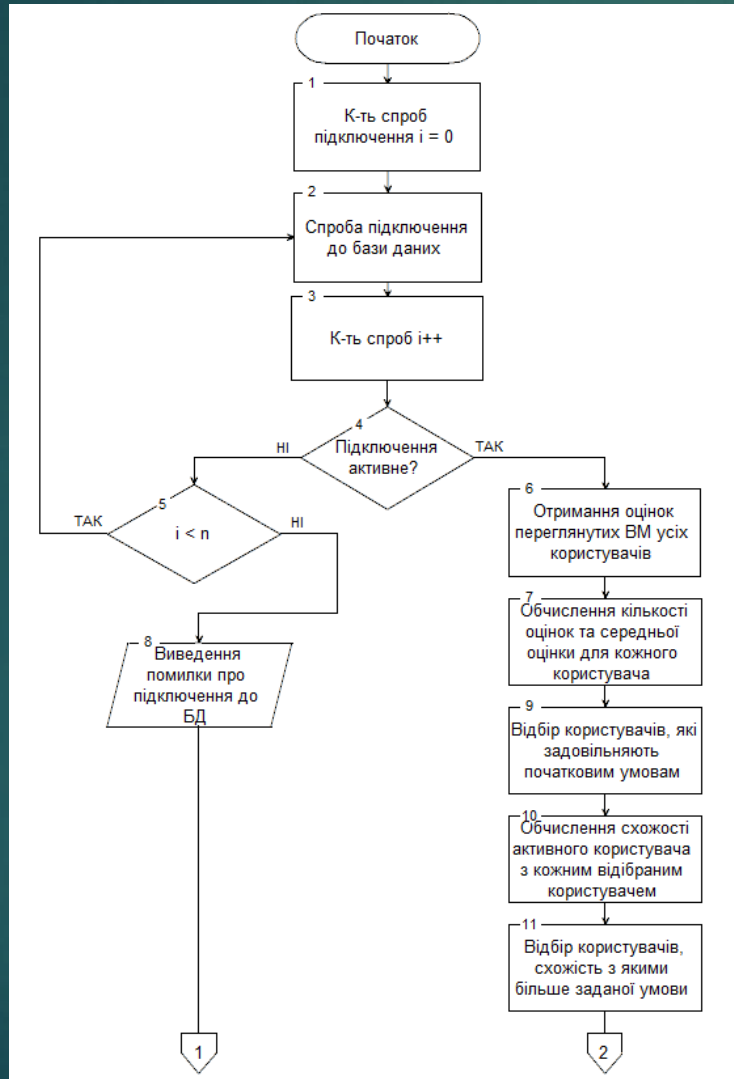 Початок
1
К-ть спроб
підключення i = 0
2
Спроба підключення
до бази даних
3
К-ть спроб i++
4
Підключення
активне?
НІ
ТАК
5
i < n
ТАК
НІ
6
Отримання оцінок
переглянутих ВМ усіх
користувачів
7
Обчислення кількості
оцінок та середньої
оцінки для кожного
користувача
8
Виведення
помилки про
підключення до
БД
9
Відбір користувачів, які
задовільняють
початковим умовам
10
Обчислення схожості
активного користувача
з кожним відібраним
користувачем
11
Відбір користувачів,
схожість з якими
більше заданої умови
1
2